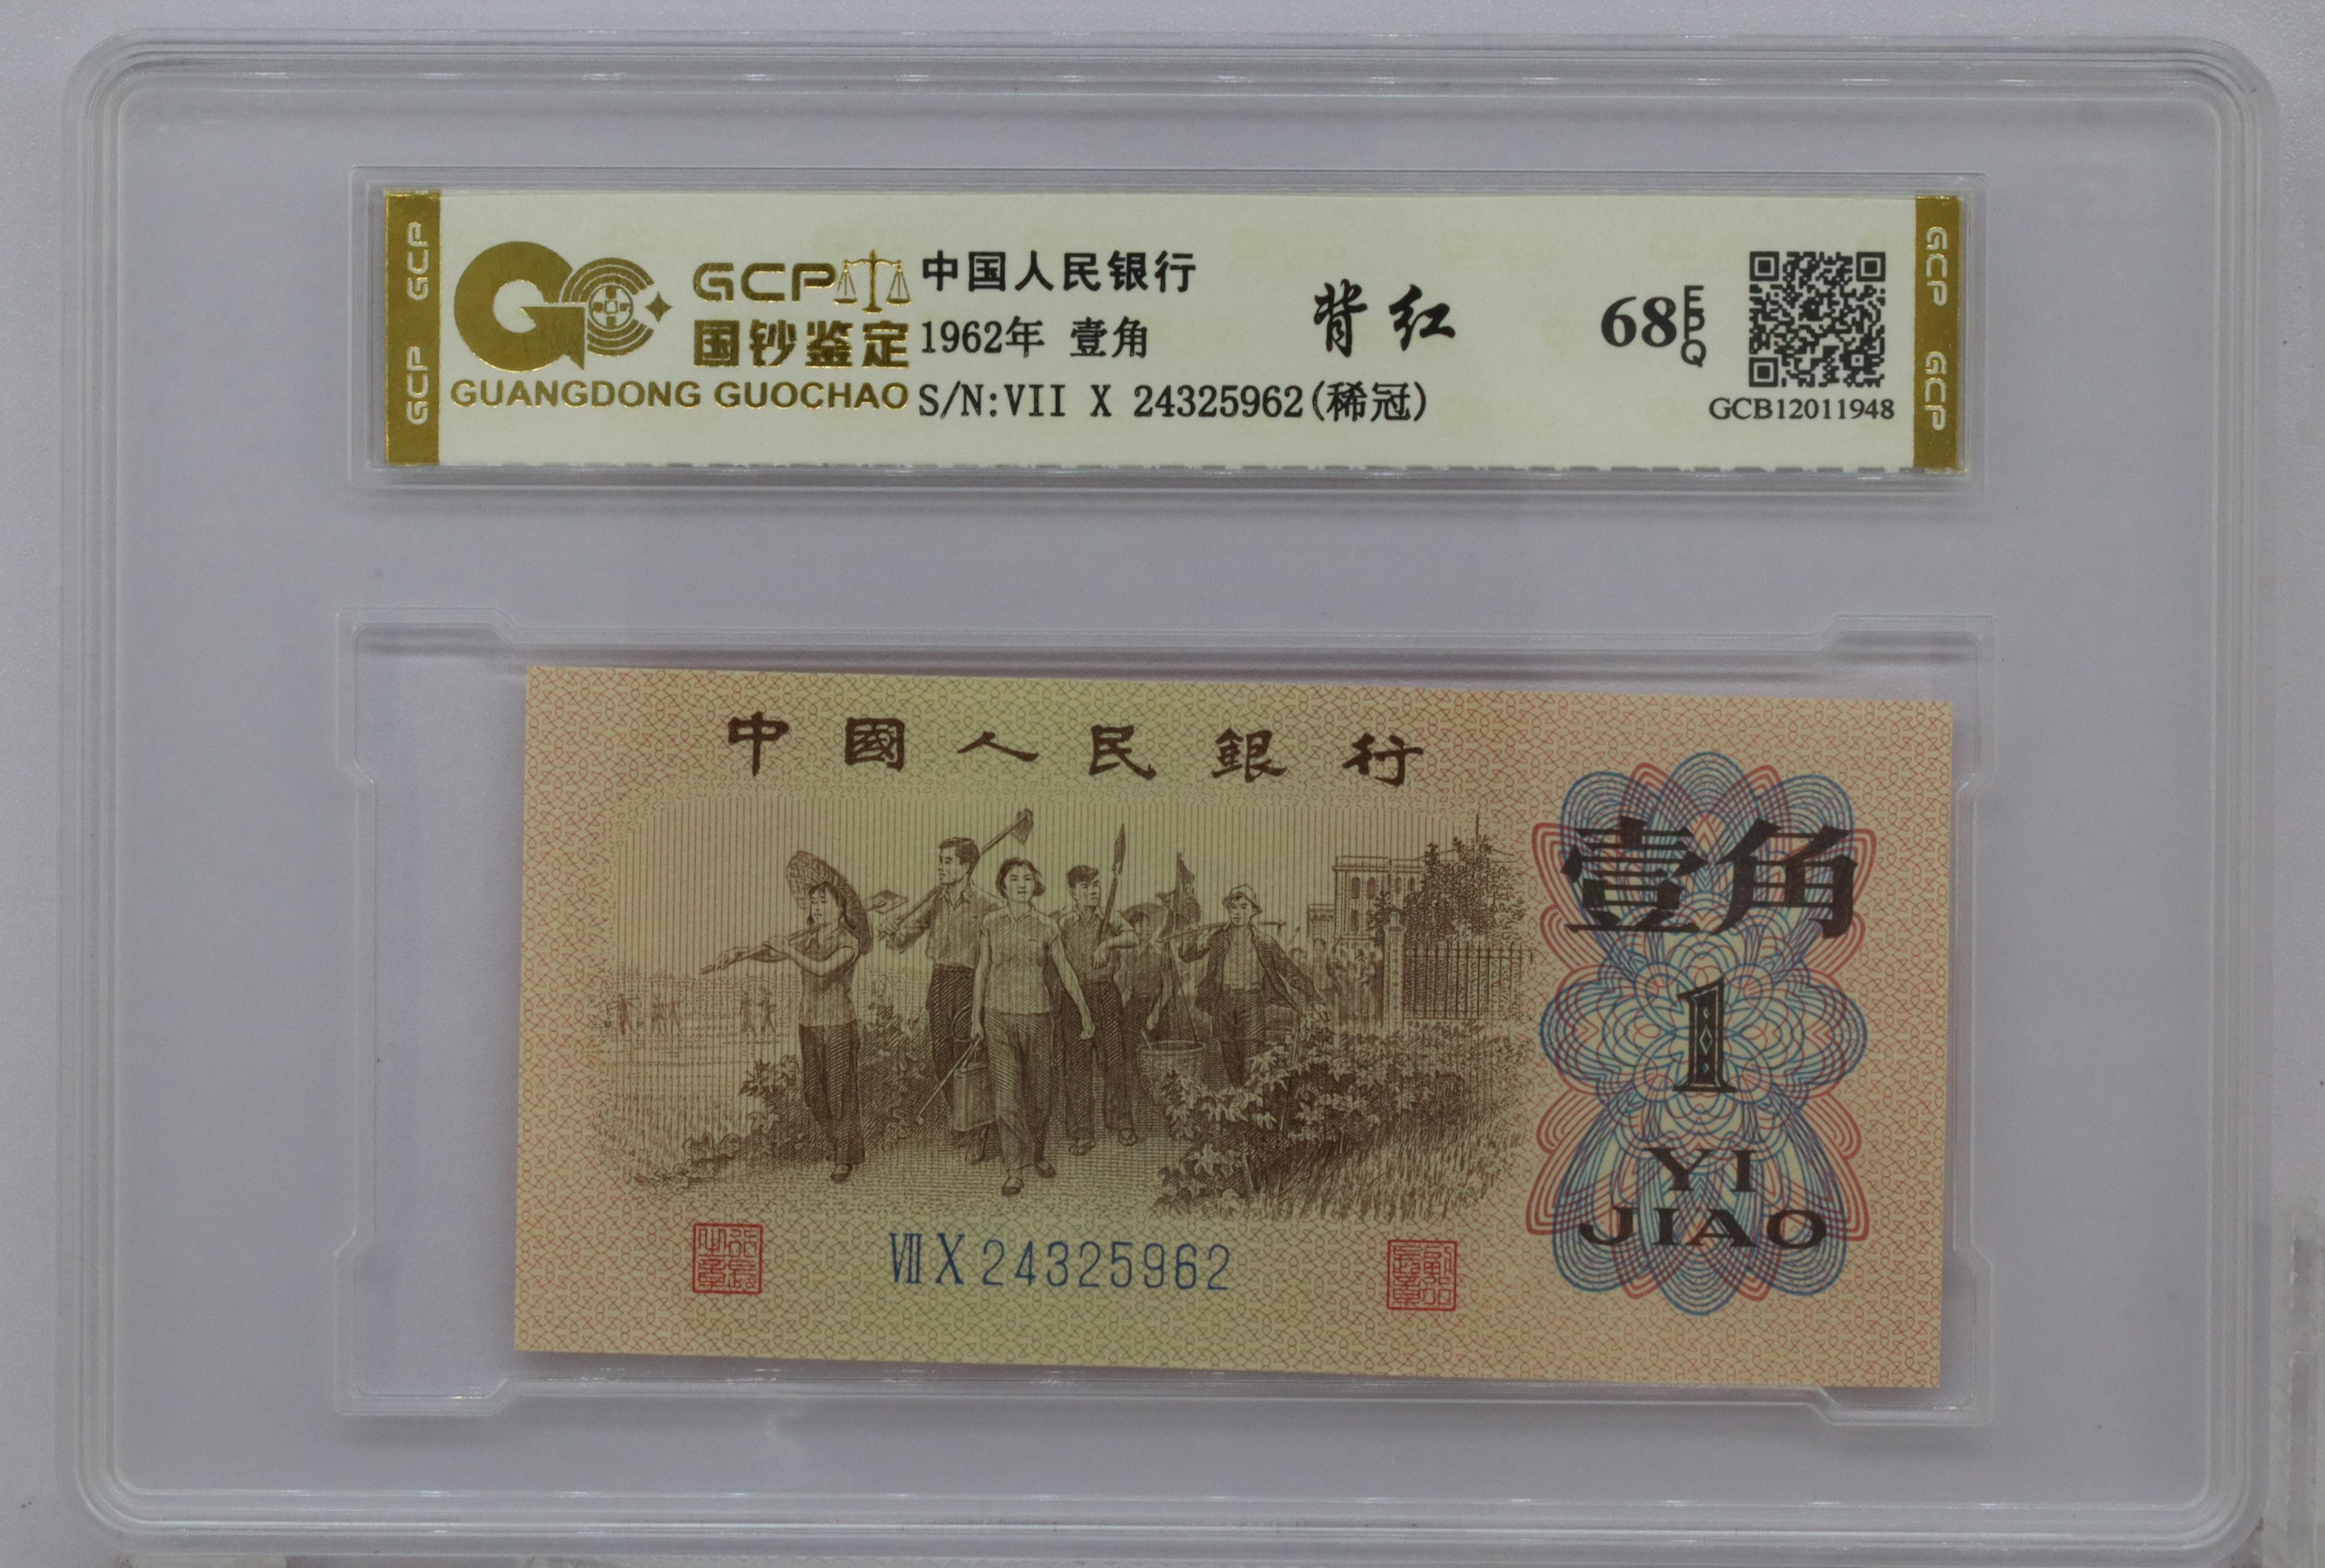 GCP GCP
GCP
国钞鉴定
GUANGDONG GUOCHAO
中国人民银行
1962年 壹角
S/N:VII X 24325962(稀冠)
背红
68 EPQ
GCB12011948
GCP GCP
中國人民銀行
壹角
1
YI
JIAO
VII X 24325962